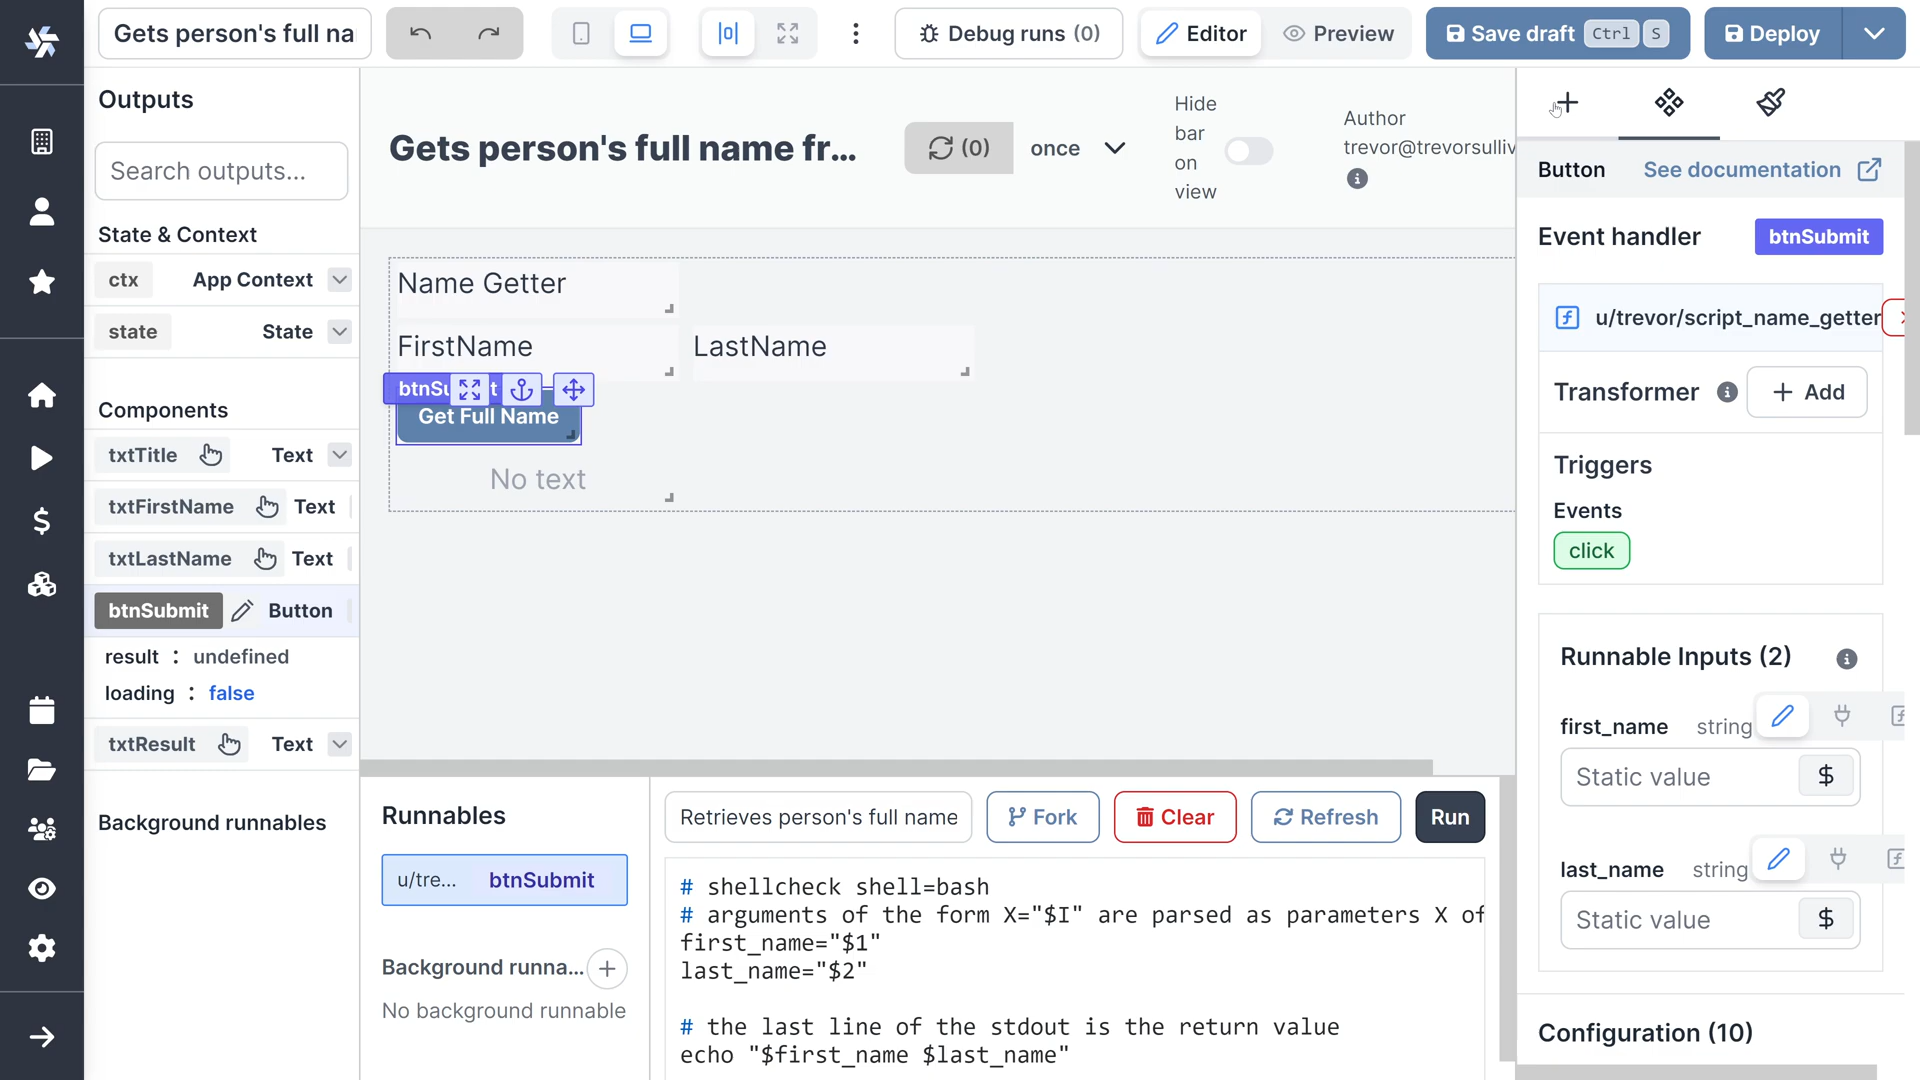 Gets person's full na
Debug runs (0)
Editor
Preview
Save draft Ctrl S
Deploy
Outputs
Search outputs...
State & Context
ctx App Context
state State
Components
txtTitle Text
txtFirstName Text
txtLastName Text
btnSubmit Button
result : undefined
loading : false
txtResult Text
Background runnables
Gets person's full name fr...
(0)
once
Hide
bar
on
view
Author
trevor@trevorsulliv
Name Getter
FirstName LastName
btnSu t
Get Full Name
No text
Runnables
u/tre... btnSubmit
Background runna...
No background runnable
Retrieves person's full name
Fork
Clear
Refresh
Run
# shellcheck shell=bash
# arguments of the form X="$I" are parsed as parameters X of
first_name="$1"
last_name="$2"
# the last line of the stdout is the return value
echo "$first_name $last_name"
Button See documentation
Event handler btnSubmit
u/trevor/script_name_getter
Transformer + Add
Triggers
Events
click
Runnable Inputs (2)
first_name string
Static value $
last_name string
Static value $
Configuration (10)